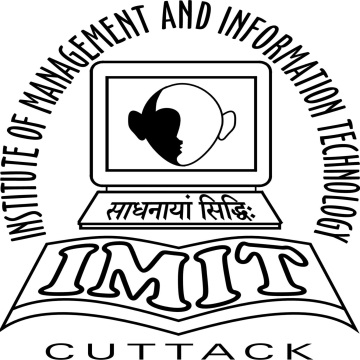 INSTITUTE OF MANAGEMENT AND INFORMATION TECHNOLOGY
साधनायां सिद्धिः
IMIT
CUTTACK